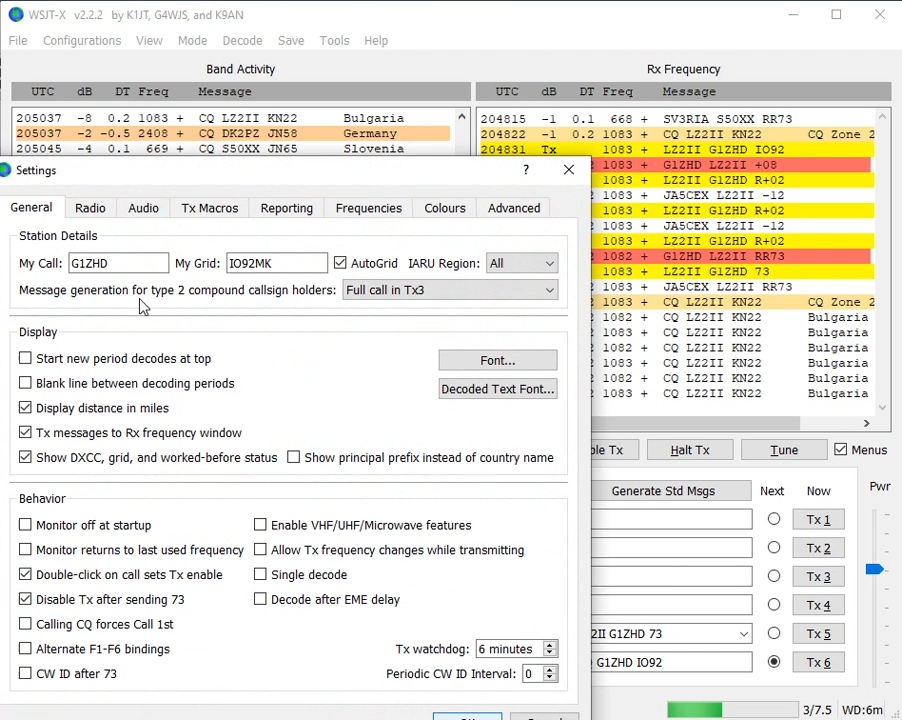 WSJT-X v2.2.2 by K1JT, G4WJS, and K9AN
File Configurations View Mode Decode Save Tools Help
Band Activity
UTC dB DT Freq Message
205037 -8 0.2 1083 + CQ LZ2II KN22 Bulgaria
205037 -2 -0.5 2408 + CQ DK2PZ JN58 Germany
205045 -4 0.1 669 + CQ S50XX JN65 Slovenia
Rx Frequency
UTC dB DT Freq Message
204815 -1 0.1 668 + SV3RIA S50XX RR73
204822 -1 0.2 1083 + CQ LZ2II KN22 CQ Zone 2
204831 Tx 1083 + LZ2II G1ZHD IO92
1083 + G1ZHD LZ2II +08
1083 + LZ2II G1ZHD R+02
1083 + JA5CEX LZ2II -12
1083 + LZ2II G1ZHD R+02
1083 + JA5CEX LZ2II -12
1083 + LZ2II G1ZHD R+02
2 1083 + G1ZHD LZ2II RR73
1083 + LZ2II G1ZHD 73
1083 + JA5CEX LZ2II RR73
2 1083 + CQ LZ2II KN22 CQ Zone 2
2 1083 + CQ LZ2II KN22 Bulgaria
2 1083 + CQ LZ2II KN22 Bulgaria
2 1082 + CQ LZ2II KN22 Bulgaria
2 1083 + CQ LZ2II KN22 Bulgaria
2 1082 + CQ LZ2II KN22 Bulgaria
2 1083 + CQ LZ2II KN22 Bulgaria
Settings ?
General Radio Audio Tx Macros Reporting Frequencies Colours Advanced
Station Details
My Call: G1ZHD My Grid: IO92MK AutoGrid IARU Region: All
Message generation for type 2 compound callsign holders: Full call in Tx3
Display
Start new period decodes at top Font...
Blank line between decoding periods Decoded Text Font...
Display distance in miles
Tx messages to Rx frequency window
Show DXCC, grid, and worked-before status Show principal prefix instead of country name
Behavior
Monitor off at startup Enable VHF/UHF/Microwave features
Monitor returns to last used frequency Allow Tx frequency changes while transmitting
Double-click on call sets Tx enable Single decode
Disable Tx after sending 73 Decode after EME delay
Calling CQ forces Call 1st
Alternate F1-F6 bindings Tx watchdog: 6 minutes
CW ID after 73 Periodic CW ID Interval: 0
ble Tx Halt Tx Tune Menus
Generate Std Msgs Next Now Pwr
Tx 1
Tx 2
Tx 3
Tx 4
2II G1ZHD 73 Tx 5
G1ZHD IO92 Tx 6
3/7.5 WD:6m